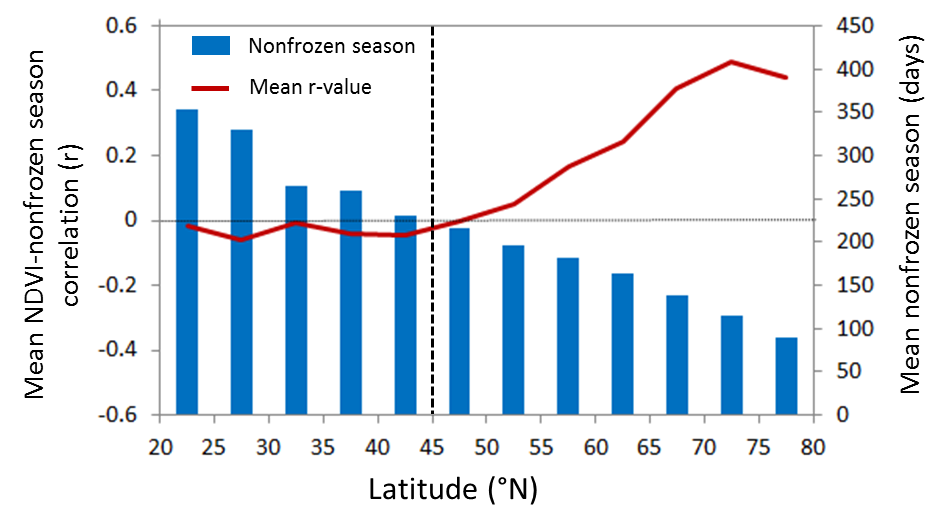 Mean NDVI-nonfrozen season
correlation (r)
0.6
0.4
0.2
0
-0.2
-0.4
-0.6
Nonfrozen season
Mean r-value
450
400
350
300
250
200
150
100
50
0
Mean nonfrozen season (days)
20 25 30 35 40 45 50 55 60 65 70 75 80
Latitude (°N)